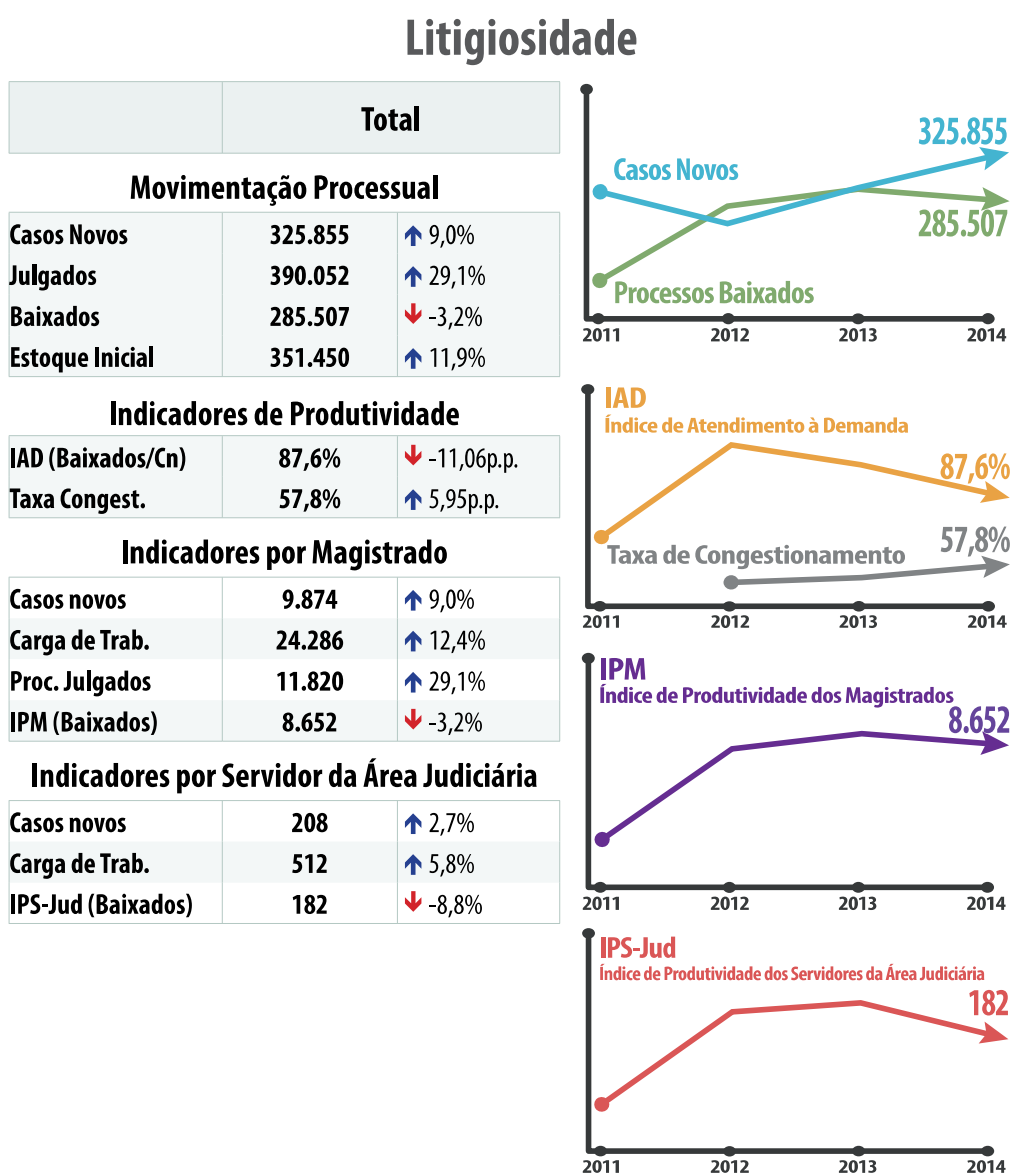 Litigiosidade
Total
Movimentação Processual
Casos Novos 325.855 9,0%
Julgados 390.052 29,1%
Baixados 285.507 -3,2%
Estoque Inicial 351.450 11,9%
Indicadores de Produtividade
IAD (Baixados/Cn) 87,6% -11,06p.p.
Taxa Congest. 57,8% 5,95p.p.
Indicadores por Magistrado
Casos novos 9.874 9,0%
Carga de Trab. 24.286 12,4%
Proc. Julgados 11.820 29,1%
IPM (Baixados) 8.652 -3,2%
Indicadores por Servidor da Área Judiciária
Casos novos 208 2,7%
Carga de Trab. 512 5,8%
IPS-Jud (Baixados) 182 -8,8%
325.855
Casos Novos
285.507
Processos Baixados
2011 2012 2013 2014
IAD
Índice de Atendimento à Demanda
87,6%
57,8%
Taxa de Congestionamento
2011 2012 2013 2014
IPM
Índice de Produtividade dos Magistrados
8.652
2011 2012 2013 2014
IPS-Jud
Índice de Produtividade dos Servidores da Área Judiciária
182
2011 2012 2013 2014